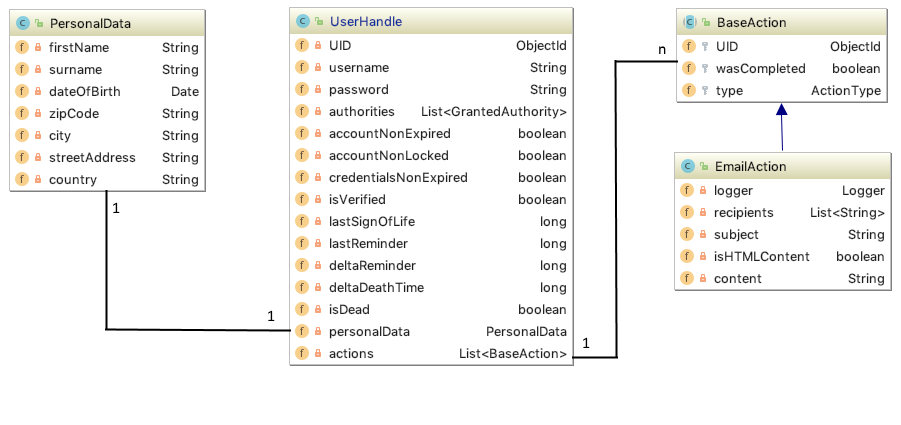 PersonalData
firstName String
surname String
dateOfBirth Date
zipCode String
city String
streetAddress String
country String
1
1
UserHandle
UID ObjectId
username String
password String
authorities List<GrantedAuthority>
accountNonExpired boolean
accountNonLocked boolean
credentialsNonExpired boolean
isVerified boolean
lastSignOfLife long
lastReminder long
deltaReminder long
deltaDeathTime long
isDead boolean
personalData PersonalData
actions List<BaseAction>
1
n
BaseAction
UID ObjectId
wasCompleted boolean
type ActionType
EmailAction
logger Logger
recipients List<String>
subject String
isHTMLContent boolean
content String